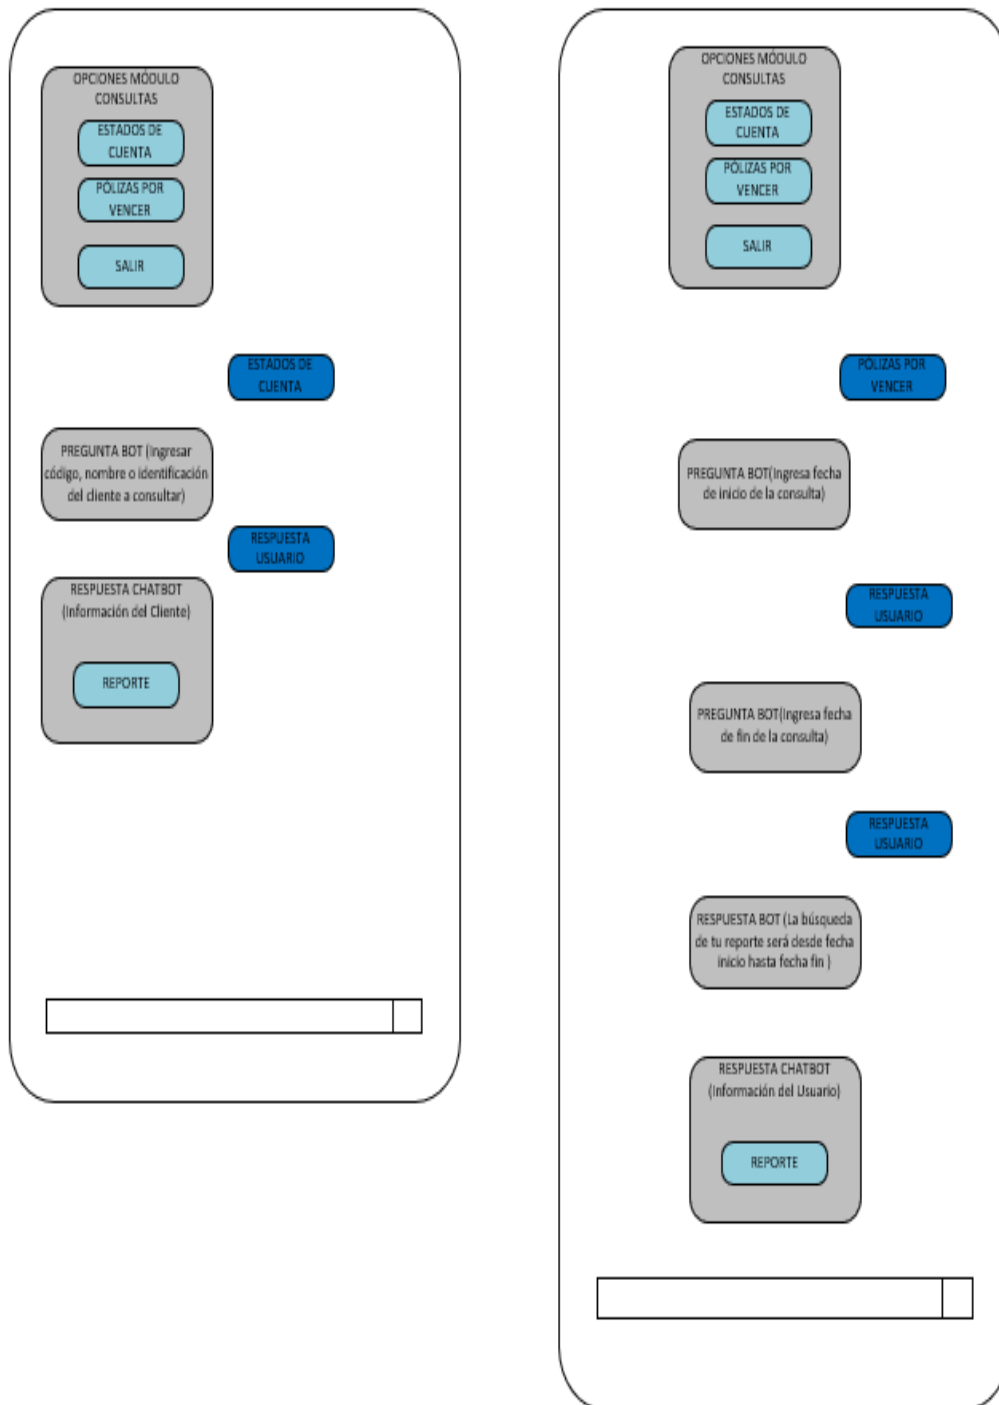 OPCIONES MÓDULO
CONSULTAS
ESTADOS DE
CUENTA
PÓLIZAS POR
VENCER
SALIR
ESTADOS DE
CUENTA
PREGUNTA BOT (Ingresar
código, nombre o identificación
del cliente a consultar)
RESPUESTA
USUARIO
RESPUESTA CHATBOT
(Información del Cliente)
REPORTE
OPCIONES MÓDULO
CONSULTAS
ESTADOS DE
CUENTA
PÓLIZAS POR
VENCER
SALIR
PÓLIZAS POR
VENCER
PREGUNTA BOT(Ingresa fecha
de inicio de la consulta)
RESPUESTA
USUARIO
PREGUNTA BOT(Ingresa fecha
de fin de la consulta)
RESPUESTA
USUARIO
RESPUESTA BOT (La búsqueda
de tu reporte será desde fecha
inicio hasta fecha fin )
RESPUESTA CHATBOT
(Información del Usuario)
REPORTE